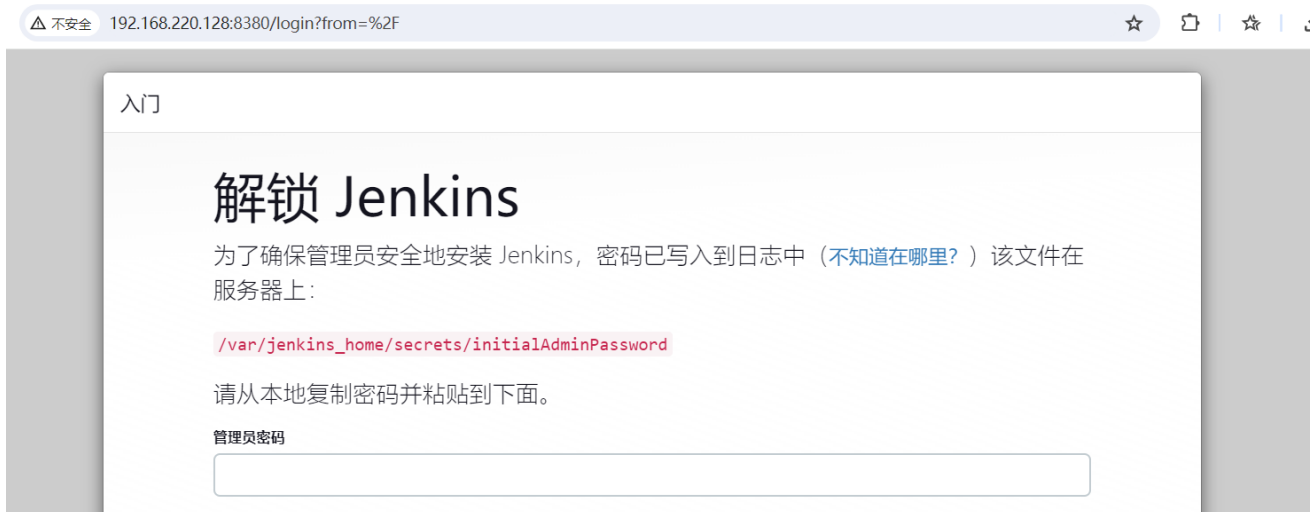 不安全 192.168.220.128:8380/login?from=%2F
入门
解锁 Jenkins
为了确保管理员安全地安装 Jenkins，密码已写入到日志中（不知道在哪里？）该文件在
服务器上：
/var/jenkins_home/secrets/initialAdminPassword
请从本地复制密码并粘贴到下面。
管理员密码